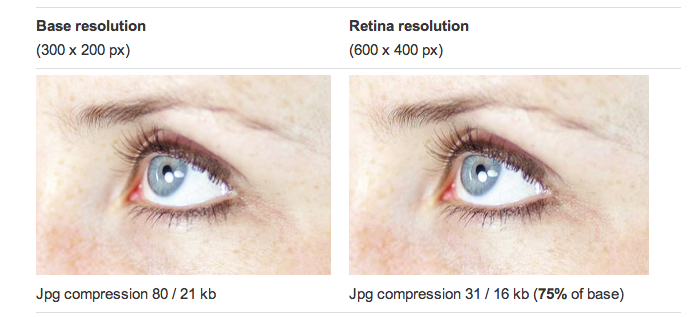 Base resolution
(300 x 200 px)
Retina resolution
(600 x 400 px)
Jpg compression 80 / 21 kb
Jpg compression 31 / 16 kb (75% of base)